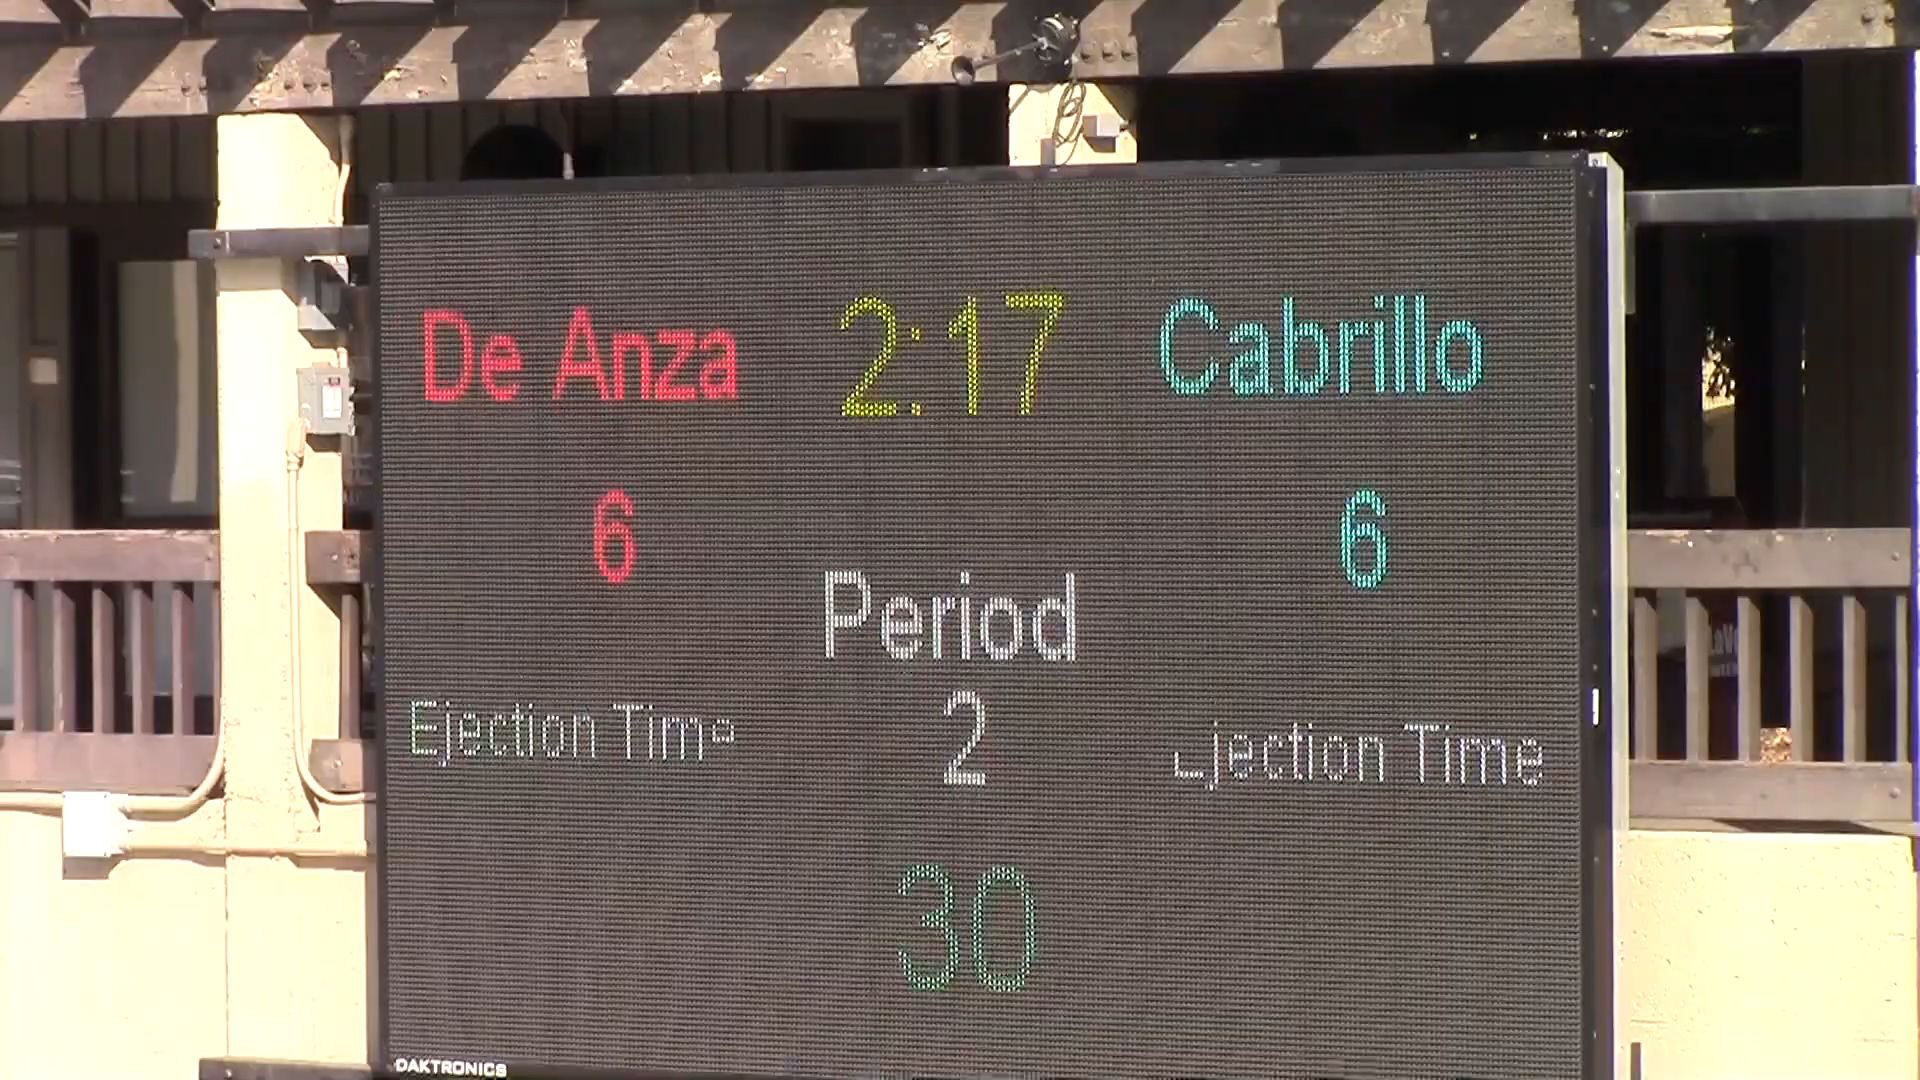 De Anza 2:17 Cabrillo
6 6
Period
Ejection Time 2 Ejection Time
30
DAKTRONICS